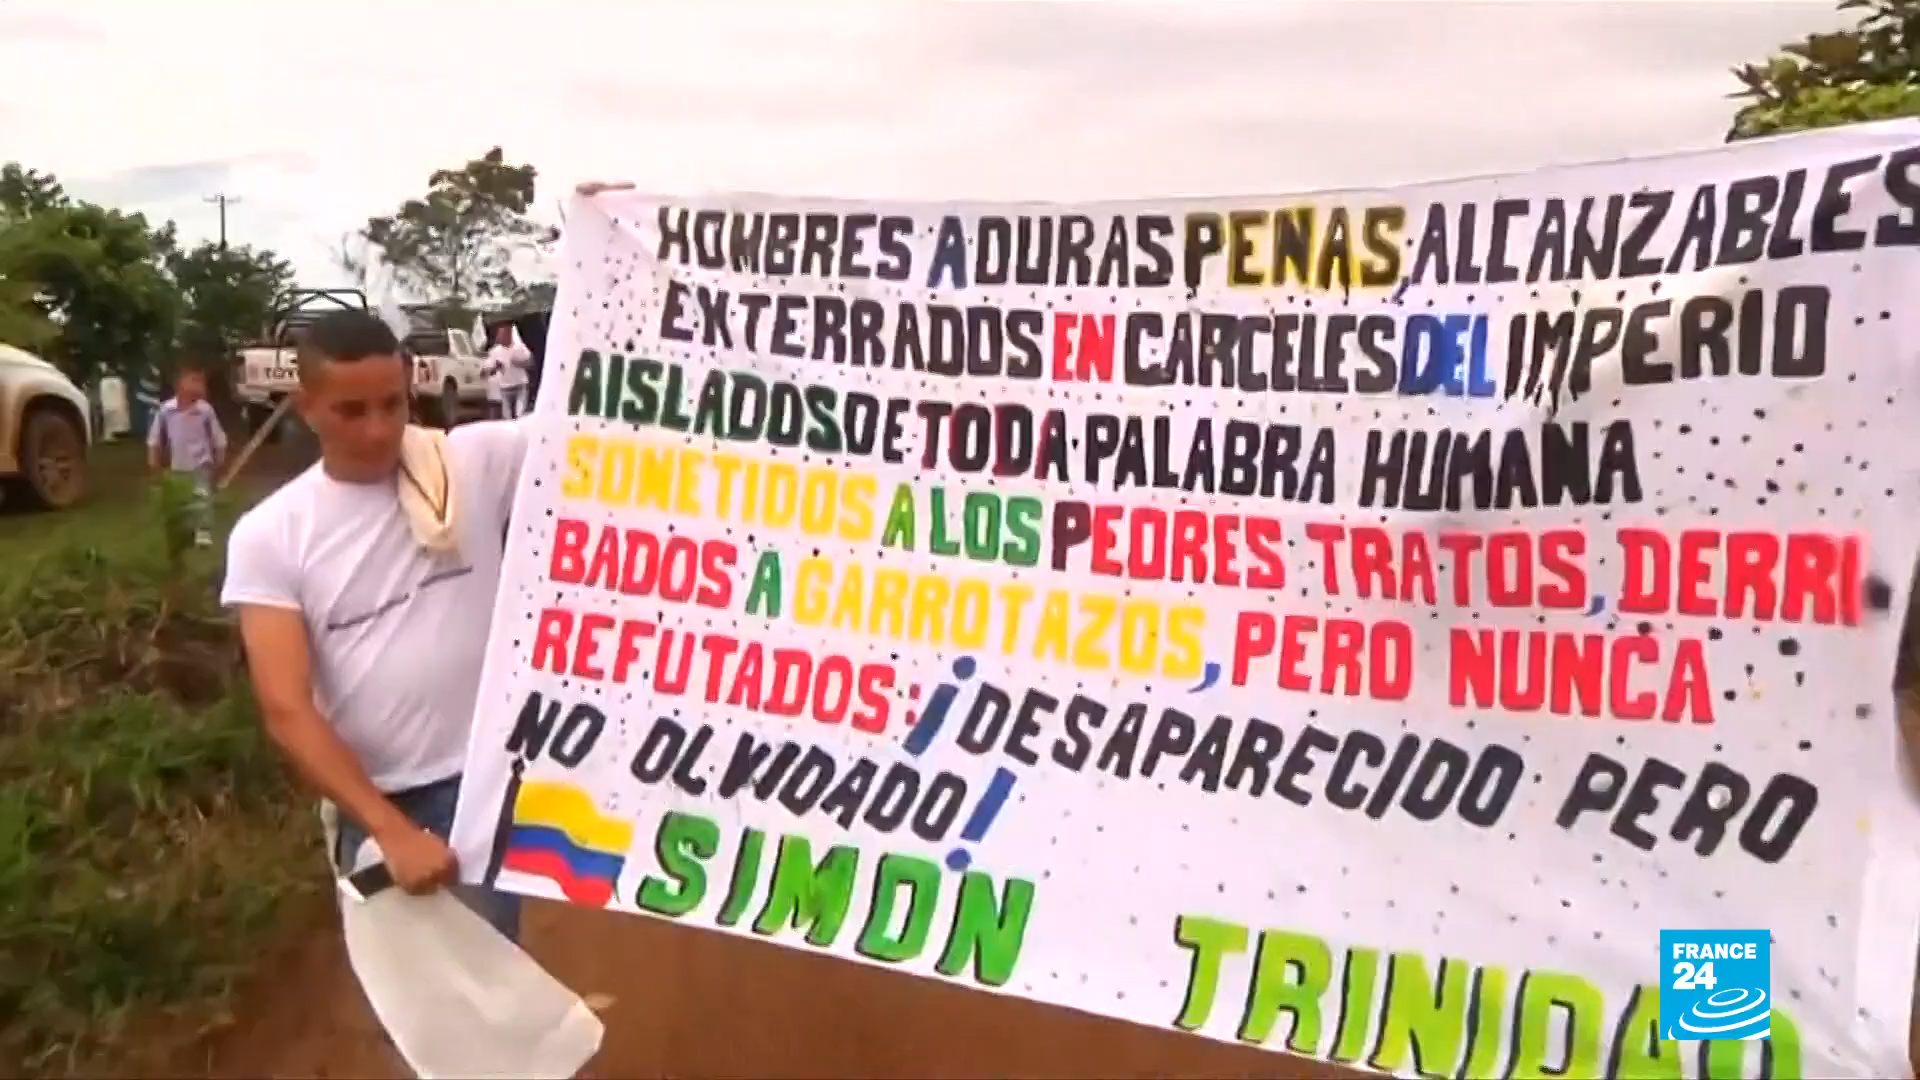 HOMBRES A DURAS PENAS, ALCANZABLES
EXTERRADOS EN CARCELES DEL IMPERIO
AISLADOS DE TODA PALABRA HUMANA
SOMETIDOS A LOS PEORES TRATOS, DERRI
BADOS A GARROTAZOS, PERO NUNCA
REFUTADOS: ¡DESAPARECIDO PERO
NO OLVIDADO!
SIMON TRINIDAD
FRANCE
24